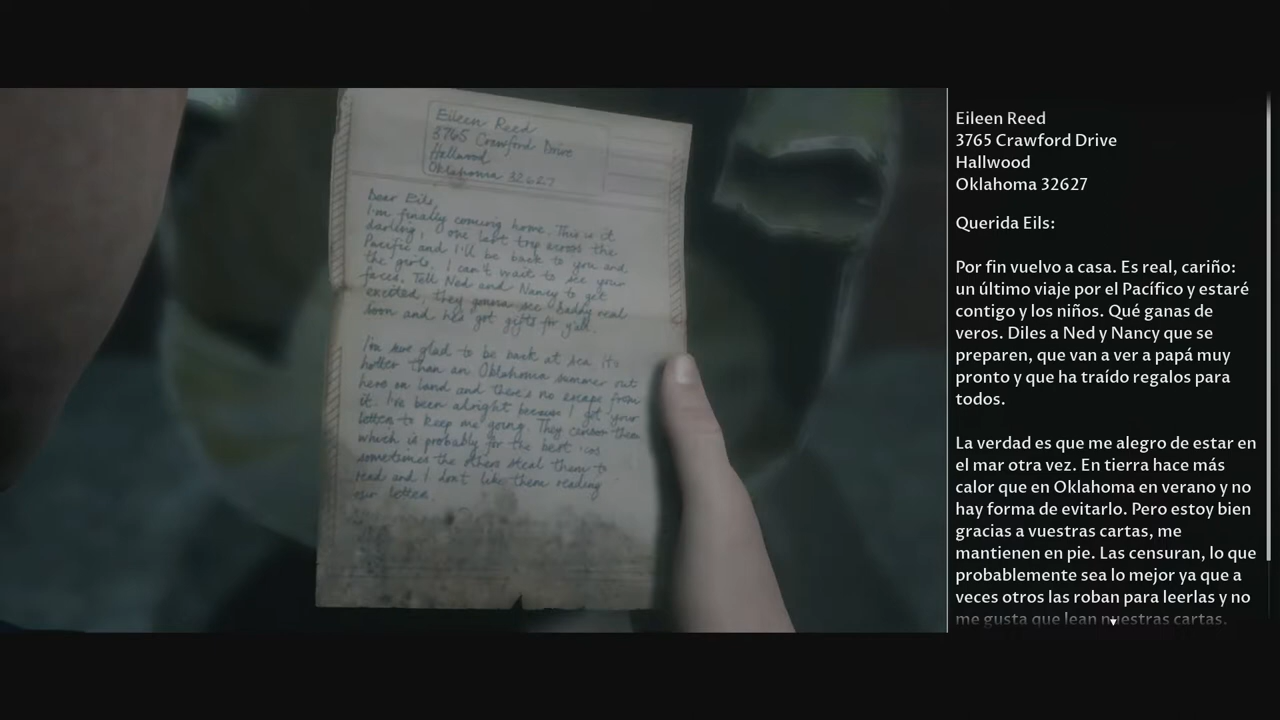 Eileen Reed
3765 Crawford Drive
Hallwood
Oklahoma 32627
Dear Eils,
I'm finally coming home. This is it
darling, one last trip across the
Pacific and I'll be back to you and
the girls. I can't wait to see your
faces. Tell Ned and Nancy to get
excited, they gonna see Daddy real
soon and he's got gifts for y'all.
I'm sure glad to be back at sea. It's
hotter than an Oklahoma summer out
here on land and there's no escape from
it. I've been alright because I get your
letters to keep me going. They censor them
which is probably for the best 'cos
sometimes the others steal them to
read and I don't like them reading
our letters.
Eileen Reed
3765 Crawford Drive
Hallwood
Oklahoma 32627
Querida Eils:
Por fin vuelvo a casa. Es real, cariño:
un último viaje por el Pacífico y estaré
contigo y los niños. Qué ganas de
veros. Diles a Ned y Nancy que se
preparen, que van a ver a papá muy
pronto y que ha traído regalos para
todos.
La verdad es que me alegro de estar en
el mar otra vez. En tierra hace más
calor que en Oklahoma en verano y no
hay forma de evitarlo. Pero estoy bien
gracias a vuestras cartas, me
mantienen en pie. Las censuran, lo que
probablemente sea lo mejor ya que a
veces otros las roban para leerlas y no
me gusta que lean nuestras cartas.